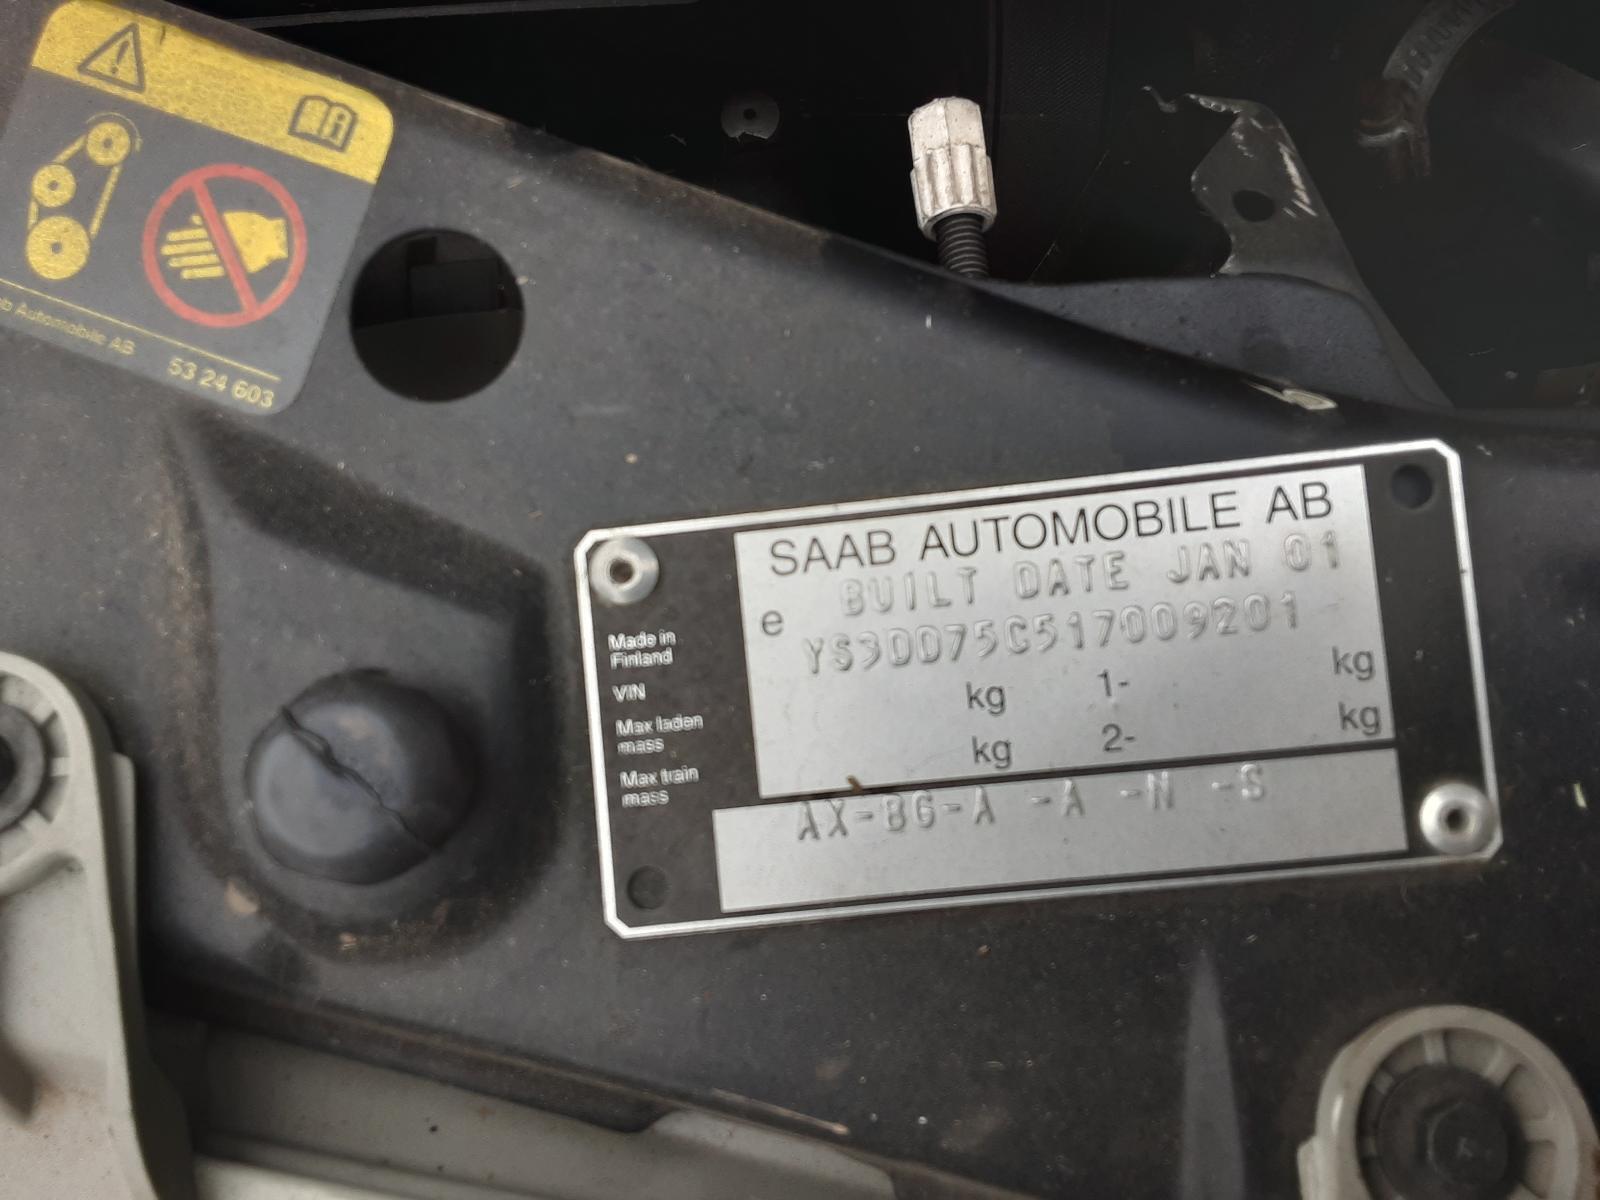 ab Automobile AB
53 24 603
SAAB AUTOMOBILE AB
BUILT DATE JAN 01
e
YS3DD75C517009201
Made in
Finland
VIN
Max laden
mass
kg 1- kg
Max train
mass
kg 2- kg
AX-BG-A -A -N -S